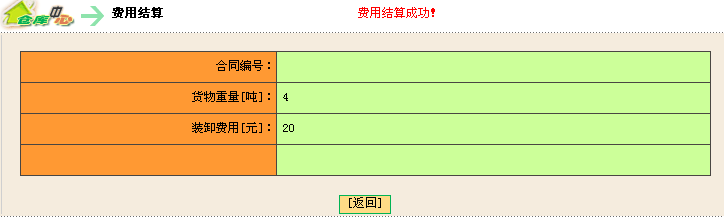 仓库中心 费用结算 费用结算成功!
合同编号：
货物重量[吨]： 4
装卸费用[元]： 20
[返回]